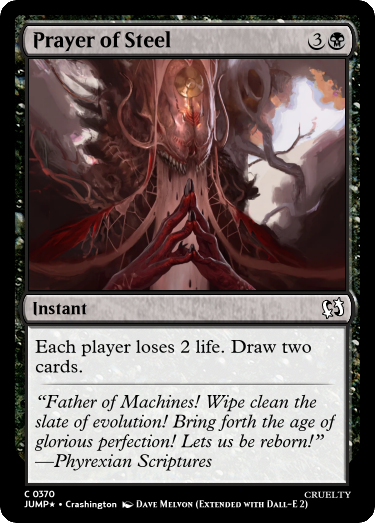 Prayer of Steel 3
Instant
Each player loses 2 life. Draw two
cards.
“Father of Machines! Wipe clean the
slate of evolution! Bring forth the age of
glorious perfection! Lets us be reborn!”
—Phyrexian Scriptures
C 0370
CRUELTY
JUMP★ • Crashington Dave Melvon (Extended with Dall-E 2)